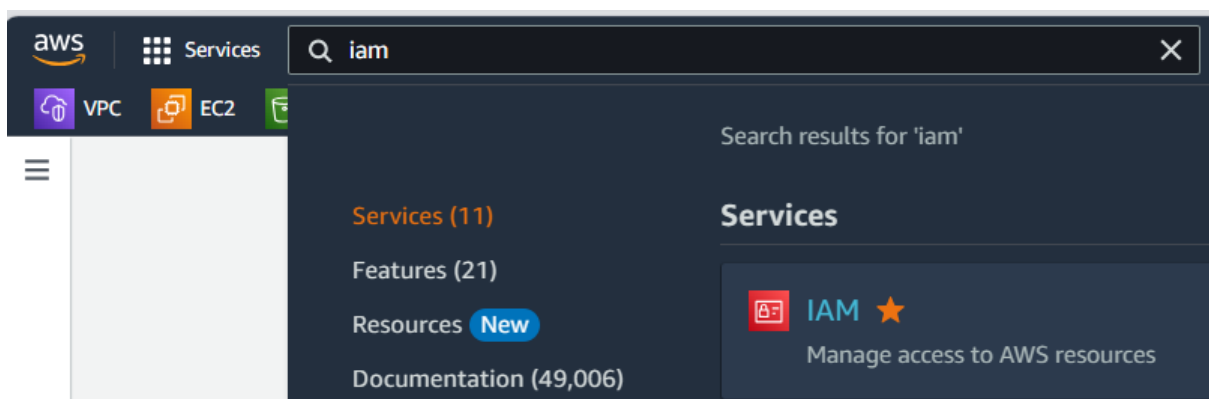 aws
Services
iam
VPC
EC2
Search results for 'iam'
Services (11)
Features (21)
Resources New
Documentation (49,006)
Services
IAM
Manage access to AWS resources